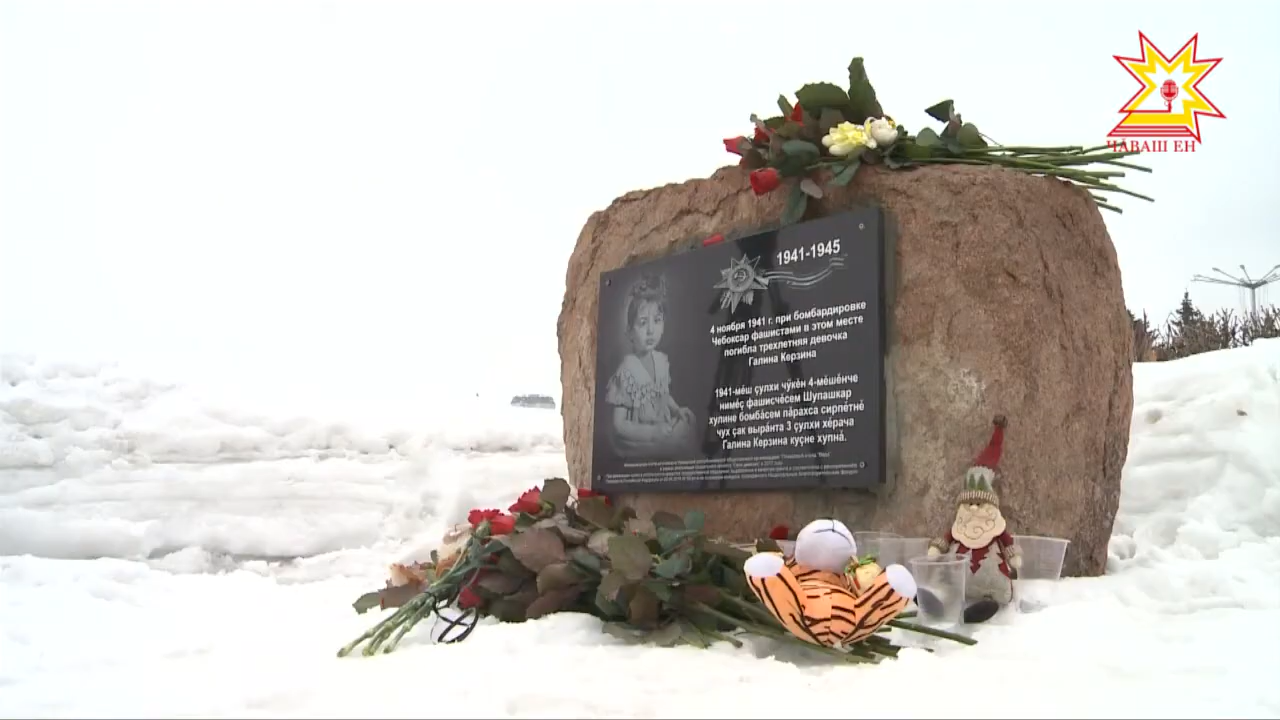 ЧӐВАШ ЕН
1941-1945
4 ноября 1941 г. при бомбардировке
Чебоксар фашистами в этом месте
погибла трехлетняя девочка
Галина Керзина
1941-мӗш ҫулхи чӳкӗн 4-мӗшӗнче
нимӗҫ фашисчӗсем Шупашкар
хулине бомбӑсем пӑрахса сирпӗтнӗ
чух ҫак вырӑнта 3 ҫулхи хӗрача
Галина Керзина куҫне хупнӑ.